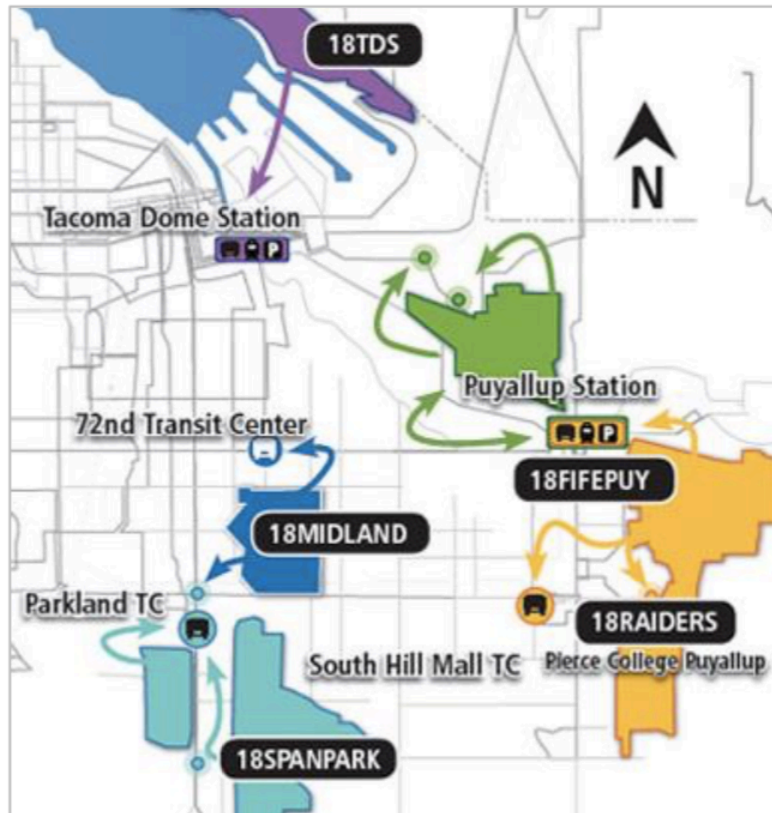 18TDS
N
Tacoma Dome Station
P
Puyallup Station
72nd Transit Center
P
18FIFEPUY
18MIDLAND
Parkland TC
18RAIDERS
South Hill Mall TC
Pierce College Puyallup
18SPANPARK